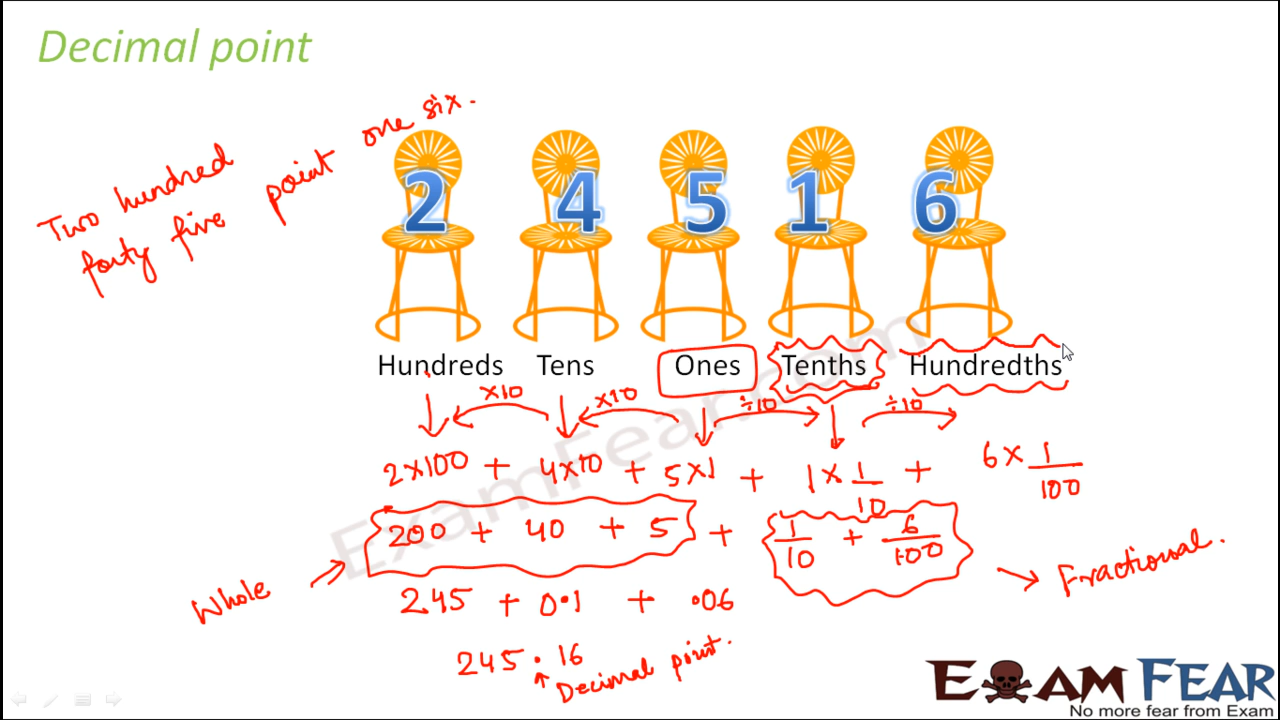 Decimal point
Two hundred
forty five point one six.
2 4 5 1 6
Hundreds Tens Ones Tenths Hundredths
×10 ×10 ÷10 ÷10
2×100 + 4×10 + 5×1 + 1×1/10 + 6×1/100
200 + 40 + 5 + 1/10 + 6/100
Whole
Fractional.
245 + 0.1 + .06
245.16
Decimal point.
ExamFear.com
EXAM FEAR
No more fear from Exam